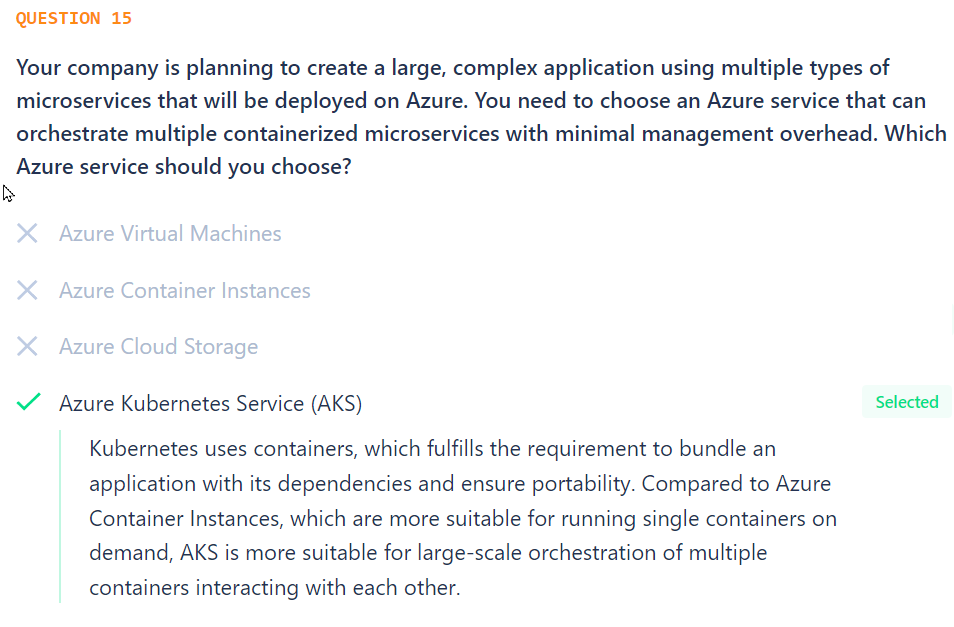 QUESTION 15
Your company is planning to create a large, complex application using multiple types of
microservices that will be deployed on Azure. You need to choose an Azure service that can
orchestrate multiple containerized microservices with minimal management overhead. Which
Azure service should you choose?
Azure Virtual Machines
Azure Container Instances
Azure Cloud Storage
Azure Kubernetes Service (AKS)
Selected
Kubernetes uses containers, which fulfills the requirement to bundle an
application with its dependencies and ensure portability. Compared to Azure
Container Instances, which are more suitable for running single containers on
demand, AKS is more suitable for large-scale orchestration of multiple
containers interacting with each other.